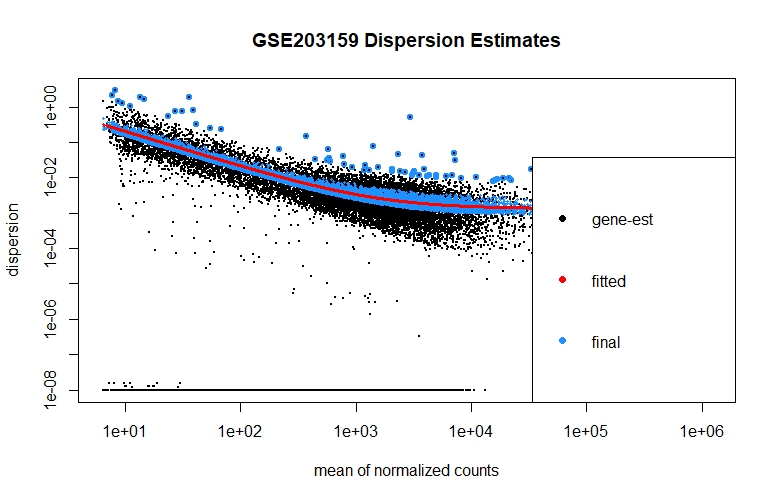 GSE203159 Dispersion Estimates
dispersion
1e+00
1e-02
1e-04
1e-06
1e-08
gene-est
fitted
final
1e+01 1e+02 1e+03 1e+04 1e+05 1e+06
mean of normalized counts